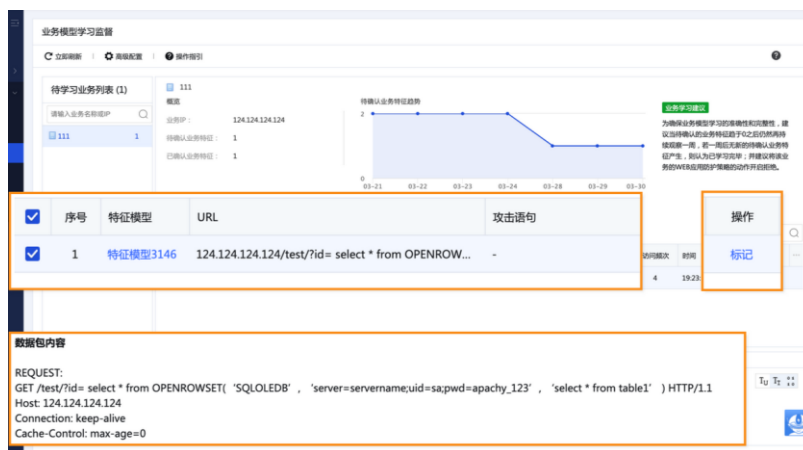 业务模型学习监督
立即刷新 高级配置 操作指引
待学习业务列表 (1)
请输入业务名称或IP
111 1
111
概览
业务IP： 124.124.124.124
待确认业务特征： 1
已确认业务特征： 1
待确认业务特征趋势
2
0
03-21 03-22 03-23 03-24 03-28 03-29 03-30
业务学习建议
为确保业务模型学习的准确性和完整性，建
议当待确认的业务特征趋于0之后仍然再持
续观察一周，若一周后无新的待确认业务特
征产生，则认为已学习完毕；并建议将该业
务的WEB应用防护策略的动作开启拒绝。
序号 特征模型 URL 攻击语句 操作
1 特征模型3146 124.124.124.124/test/?id= select * from OPENROW... - 标记
访问频次 时间
4 19:23:
数据包内容
REQUEST:
GET /test/?id= select * from OPENROWSET( ‘SQLOLEDB’ , ‘server=servername;uid=sa;pwd=apachy_123’ , ‘select * from table1’ ) HTTP/1.1
Host: 124.124.124.124
Connection: keep-alive
Cache-Control: max-age=0